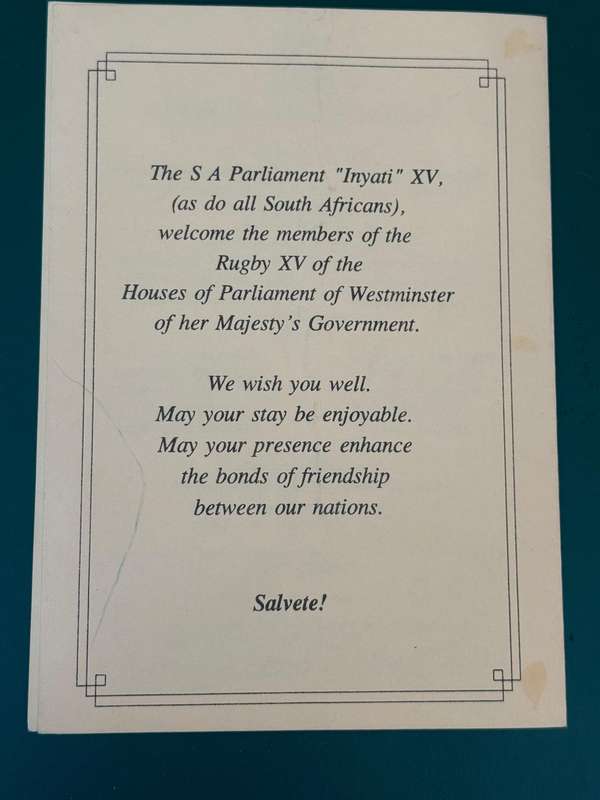 The S A Parliament "Inyati" XV,
(as do all South Africans),
welcome the members of the
Rugby XV of the
Houses of Parliament of Westminster
of her Majesty's Government.
We wish you well.
May your stay be enjoyable.
May your presence enhance
the bonds of friendship
between our nations.
Salvete!